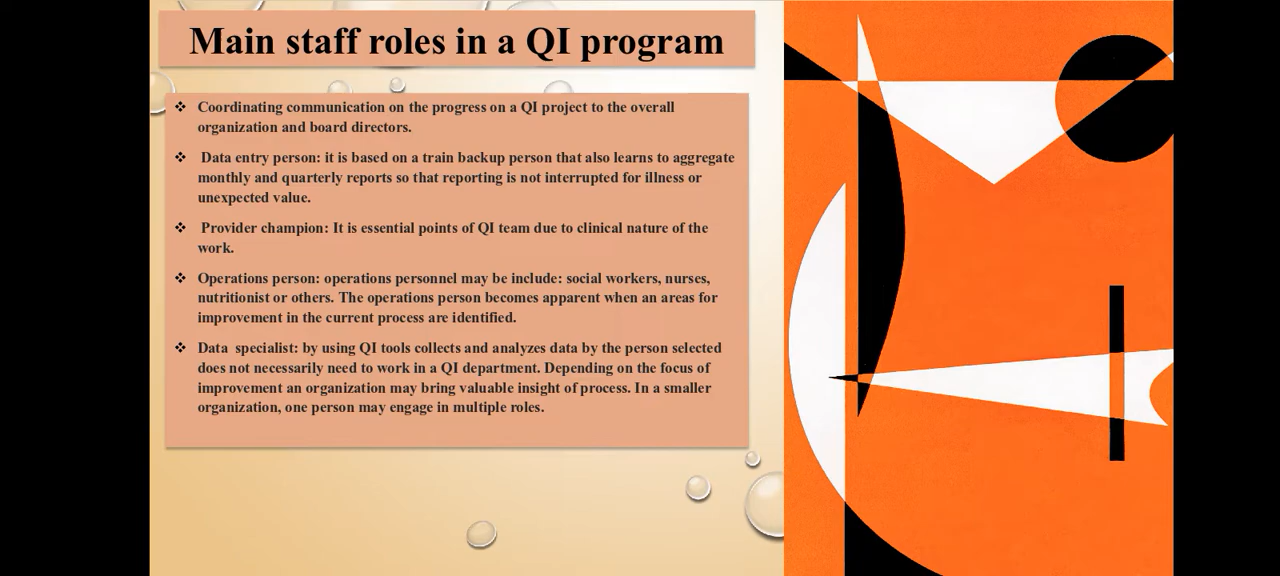 Main staff roles in a QI program
❖ Coordinating communication on the progress on a QI project to the overall
organization and board directors.
❖ Data entry person: it is based on a train backup person that also learns to aggregate
monthly and quarterly reports so that reporting is not interrupted for illness or
unexpected value.
❖ Provider champion: It is essential points of QI team due to clinical nature of the
work.
❖ Operations person: operations personnel may be include: social workers, nurses,
nutritionist or others. The operations person becomes apparent when an areas for
improvement in the current process are identified.
❖ Data specialist: by using QI tools collects and analyzes data by the person selected
does not necessarily need to work in a QI department. Depending on the focus of
improvement an organization may bring valuable insight of process. In a smaller
organization, one person may engage in multiple roles.